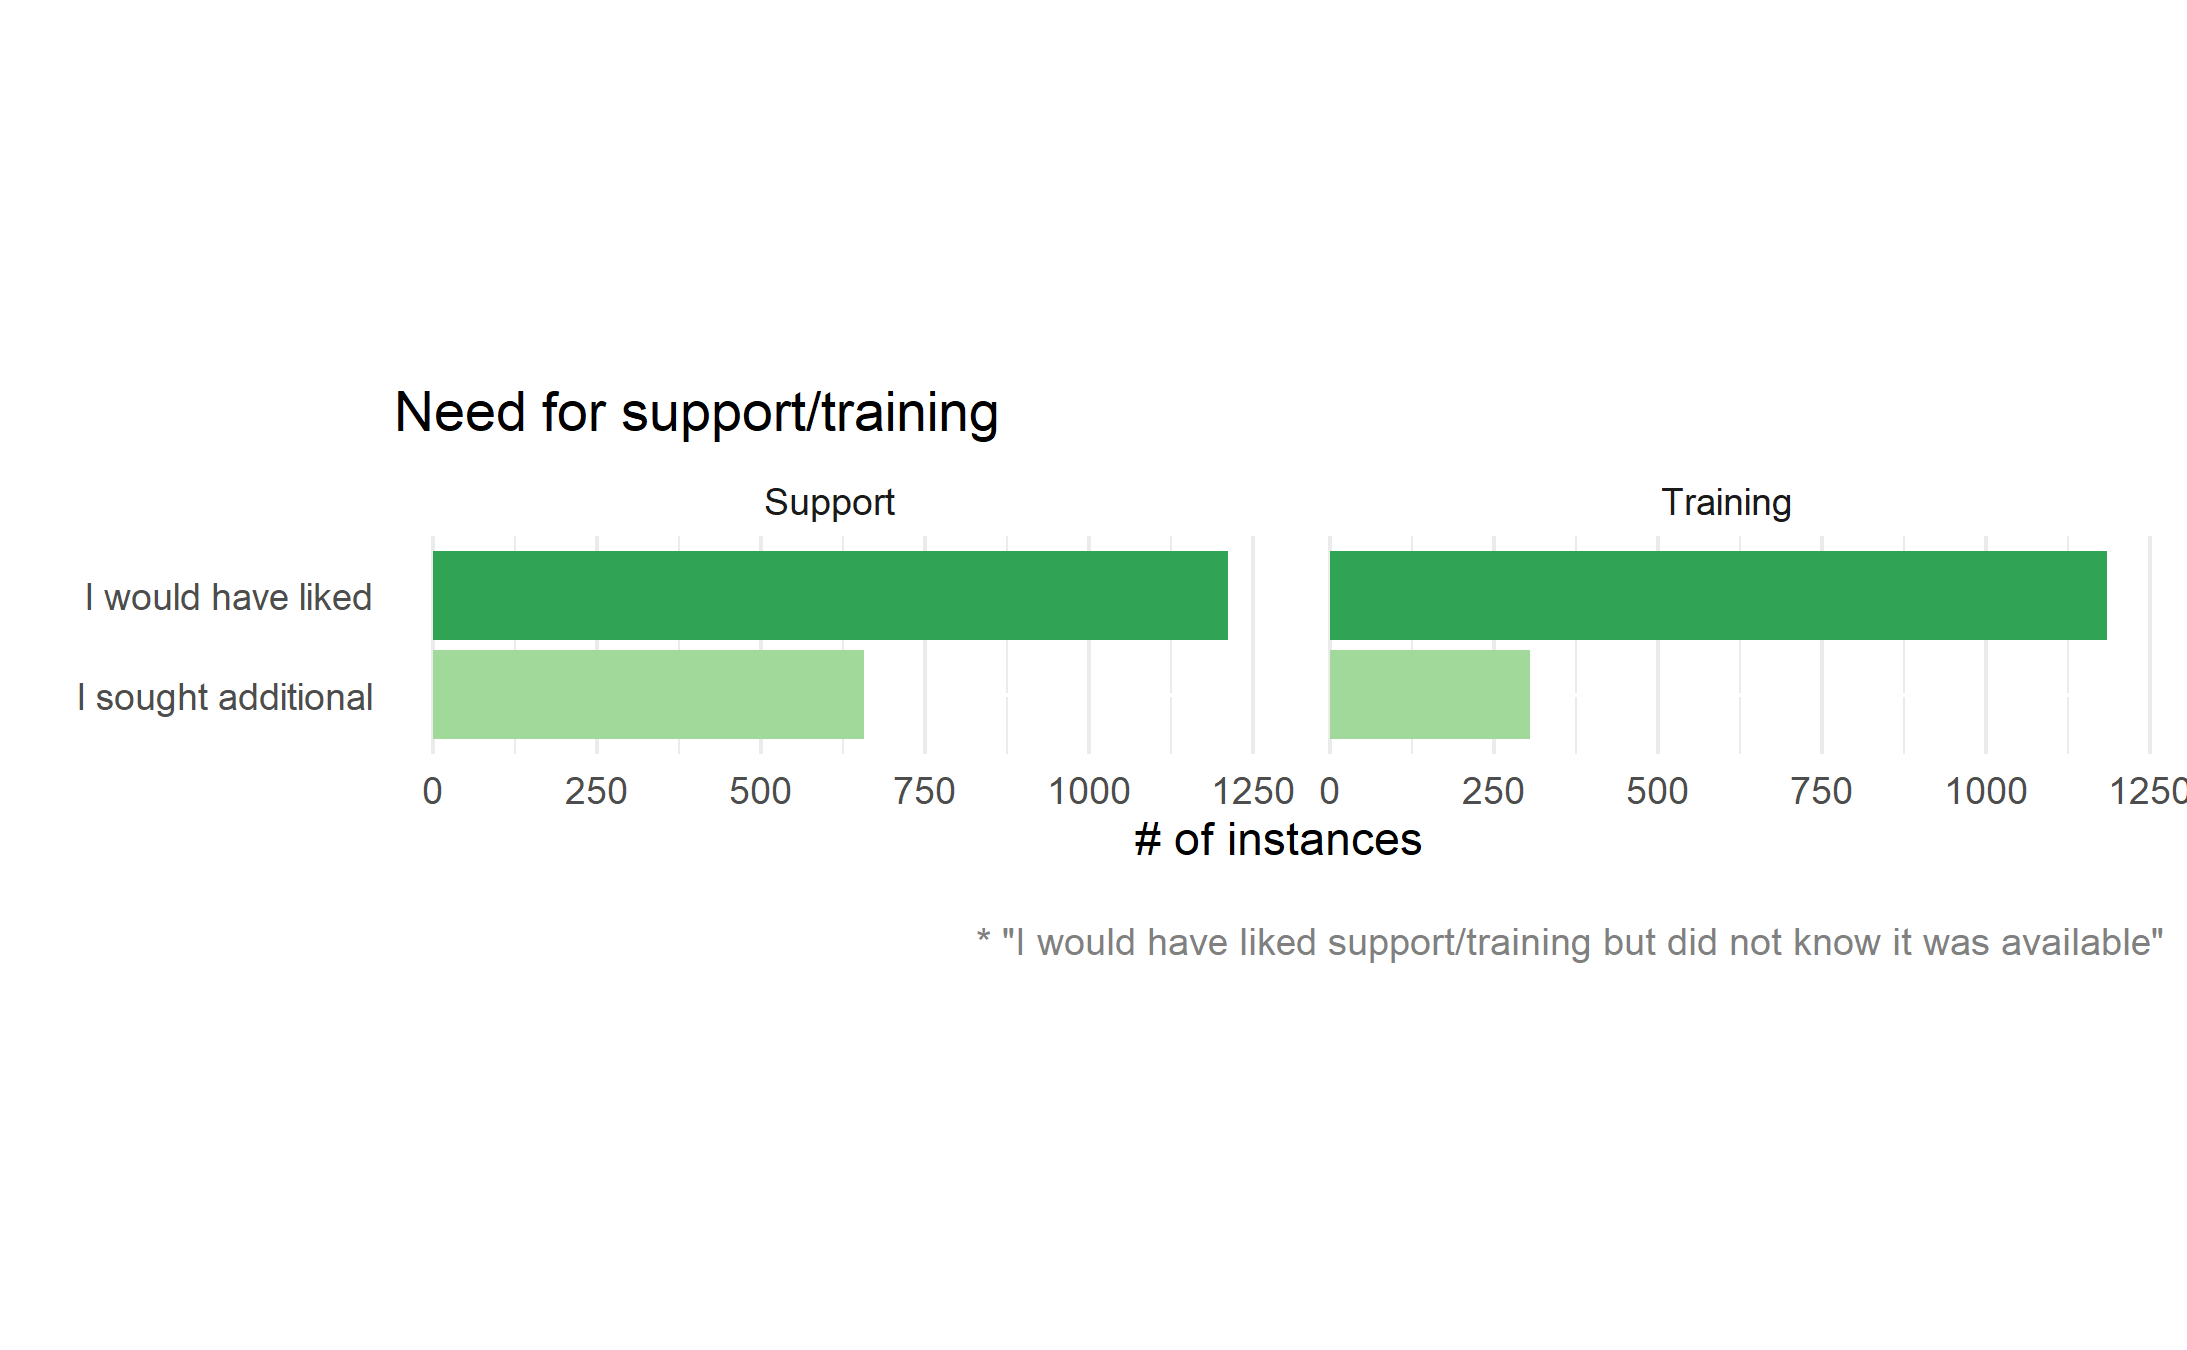 Need for support/training
Support
Training
I would have liked
I sought additional
0 250 500 750 1000 1250 0 250 500 750 1000 1250
# of instances
* "I would have liked support/training but did not know it was available"